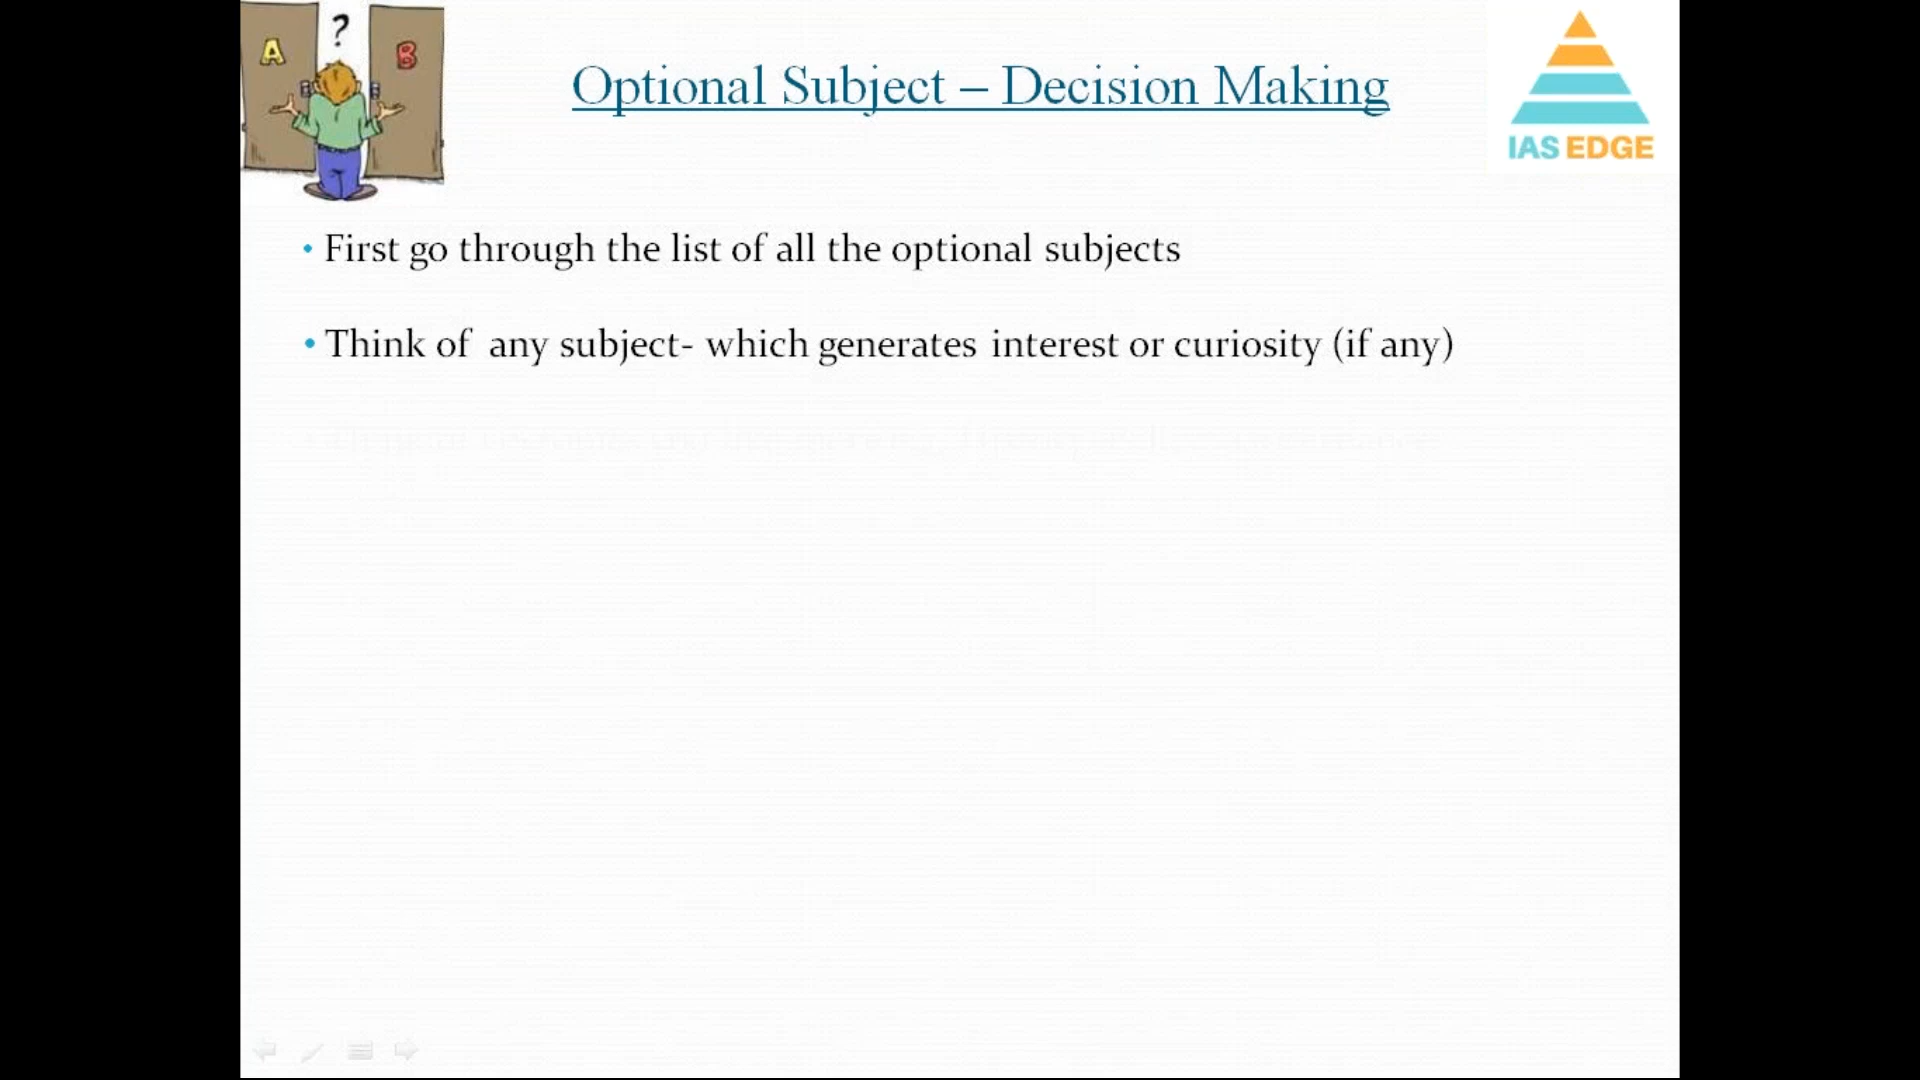 A
?
B
Optional Subject – Decision Making
IAS EDGE
• First go through the list of all the optional subjects
• Think of any subject- which generates interest or curiosity (if any)